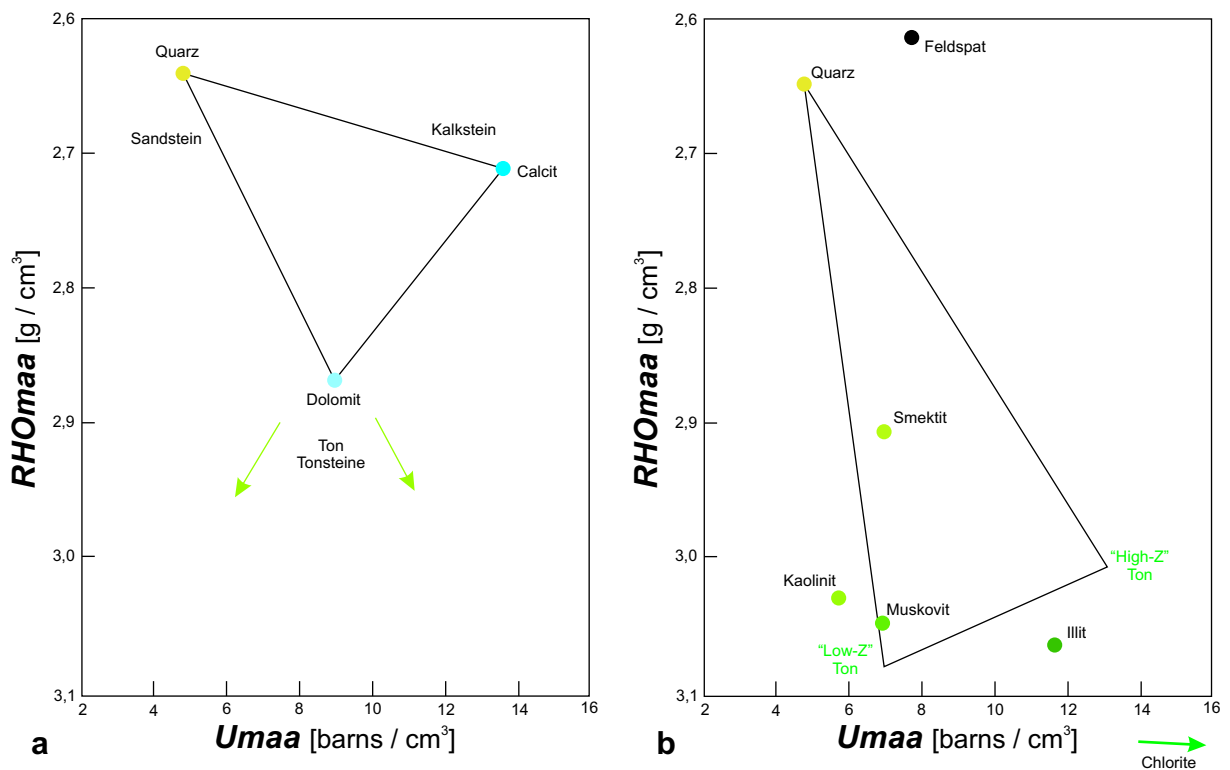 2,6
2,7
2,8
2,9
3,0
3,1
RHOmaa [g / cm³]
Quarz
Sandstein
Kalkstein
Calcit
Dolomit
Ton
Tonsteine
2
4
6
8
10
12
14
16
Umaa [barns / cm³]
a
2,6
2,7
2,8
2,9
3,0
3,1
RHOmaa [g / cm³]
Feldspat
Quarz
Smektit
"High-Z"
Ton
Kaolinit
Muskovit
Illit
"Low-Z"
Ton
2
4
6
8
10
12
14
16
Umaa [barns / cm³]
b
Chlorite